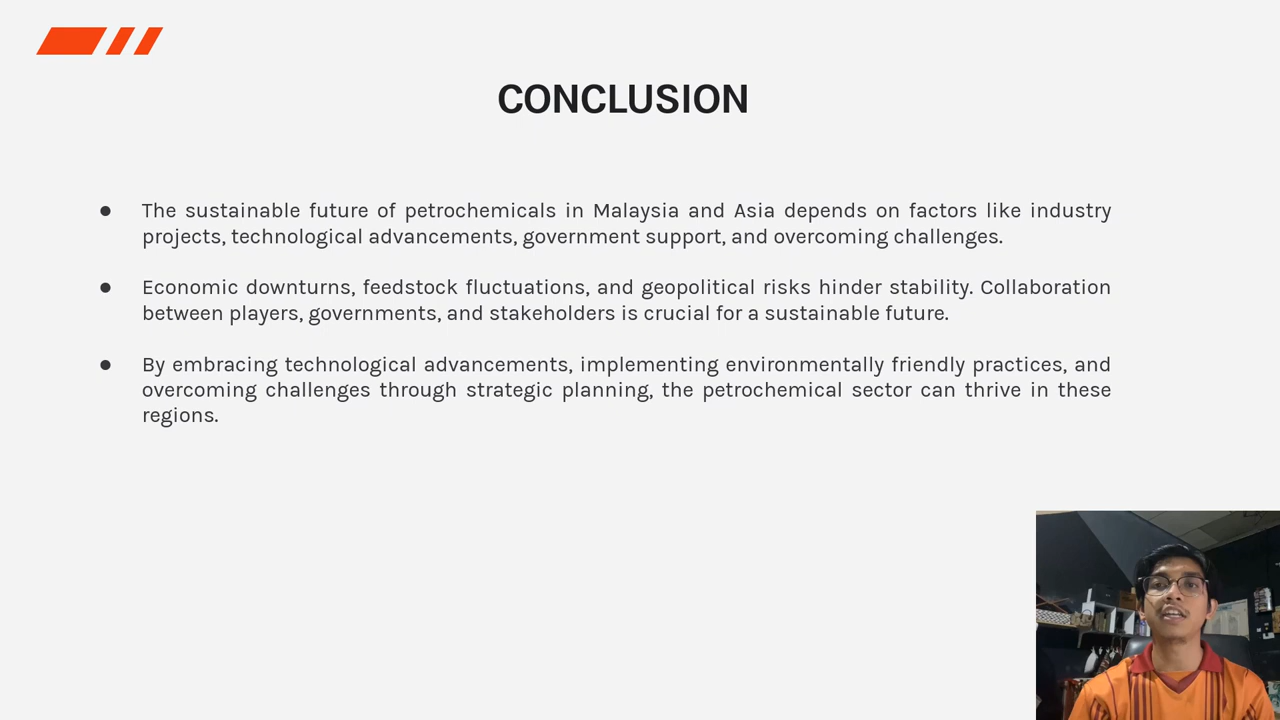 CONCLUSION
● The sustainable future of petrochemicals in Malaysia and Asia depends on factors like industry
projects, technological advancements, government support, and overcoming challenges.
● Economic downturns, feedstock fluctuations, and geopolitical risks hinder stability. Collaboration
between players, governments, and stakeholders is crucial for a sustainable future.
● By embracing technological advancements, implementing environmentally friendly practices, and
overcoming challenges through strategic planning, the petrochemical sector can thrive in these
regions.